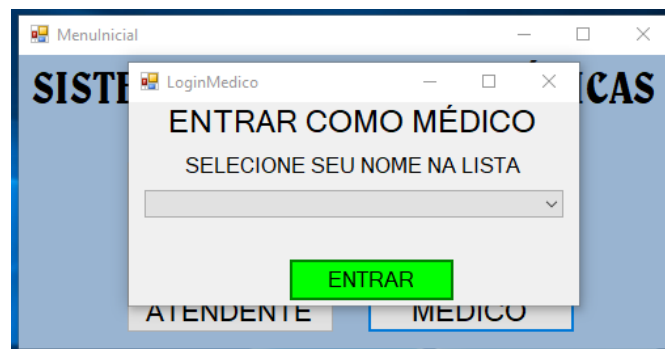 MenuInicial
SISTE ICAS
LoginMedico
ENTRAR COMO MÉDICO
SELECIONE SEU NOME NA LISTA
ENTRAR
ATENDENTE MÉDICO